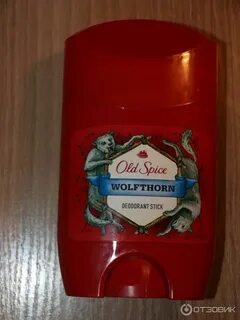 Old Spice
WOLFTHORN
DEODORANT STICK
ОТЗОВИК